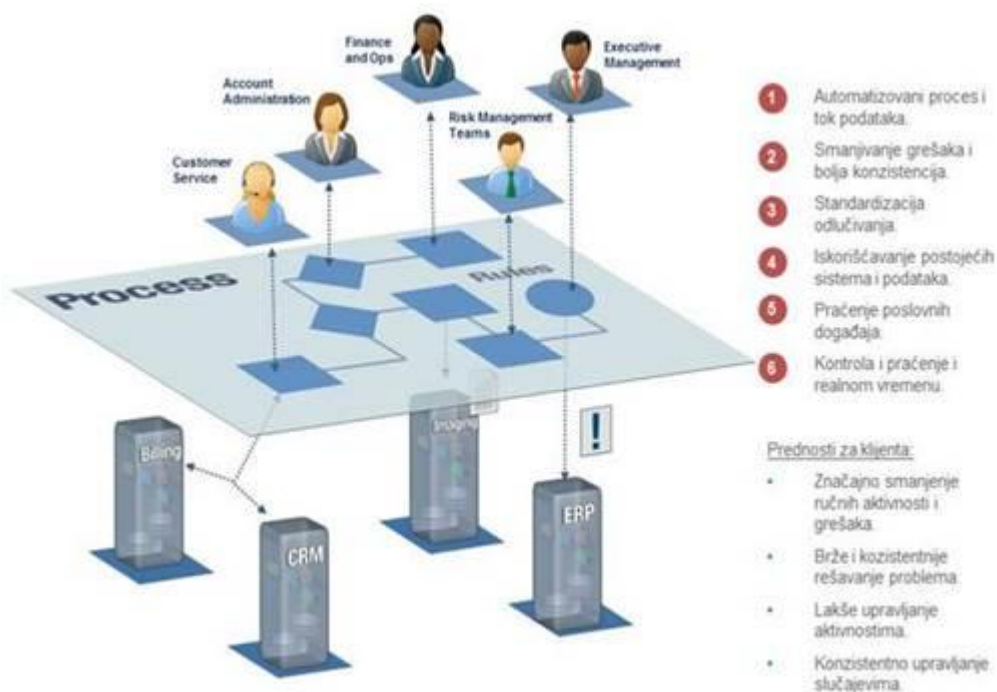 Finance
and Ops
Executive
Management
Account
Administration
Risk Management
Teams
Customer
Service
Process
Rules
Billing
Imaging
CRM
ERP
!
1 Automatizovani proces i
tok podataka.
2 Smanjivanje grešaka i
bolja konzistencija.
3 Standardizacija
odlučivanja.
4 Iskorišćavanje postojećih
sistema i podataka.
5 Praćenje poslovnih
događaja.
6 Kontrola i praćenje i
realnom vremenu.
Prednosti za klijenta:
• Značajno smanjenje
ručnih aktivnosti i
grešaka.
• Brže i kozistentnije
rešavanje problema.
• Lakše upravljanje
aktivnostima.
• Konzistentno upravljanje
slučajevima.